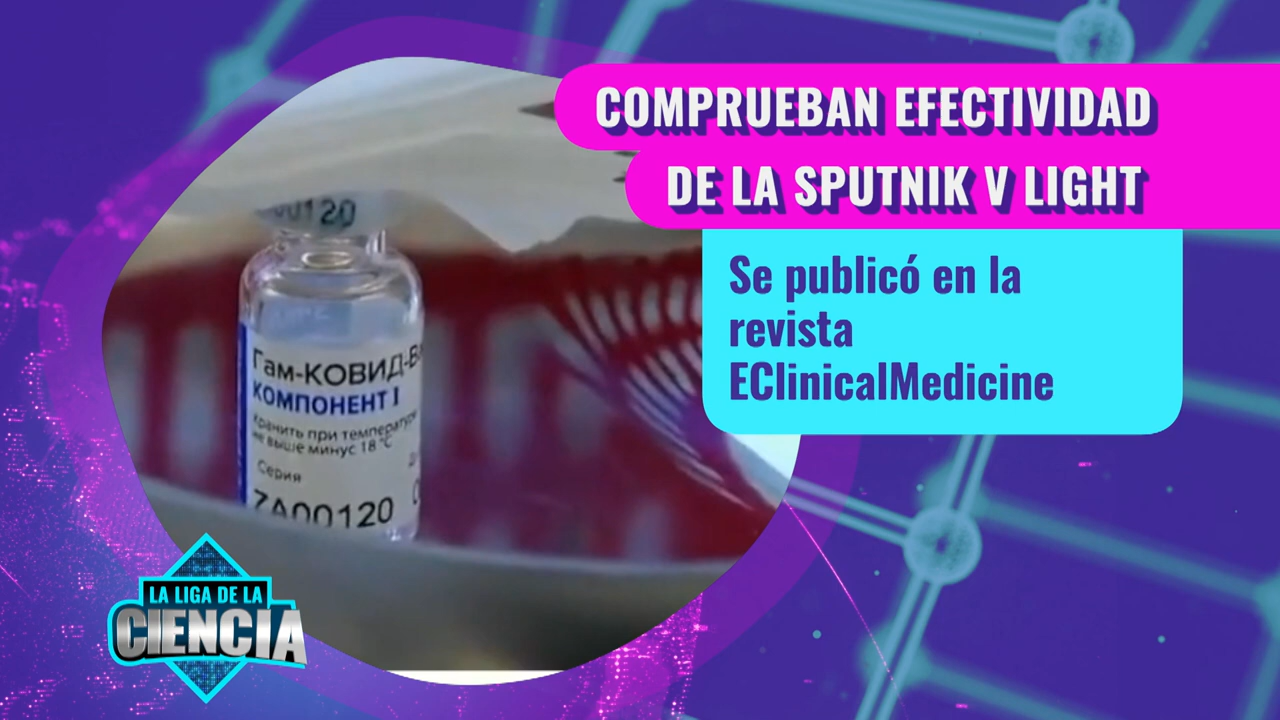 COMPRUEBAN EFECTIVIDAD
DE LA SPUTNIK V LIGHT
Se publicó en la
revista
EClinicalMedicine
00120
Гам-КОВИД-В
КОМПОНЕНТ I
Хранить при температуре
не выше минус 18 °C
Серия
ZA00120
LA LIGA DE LA
CIENCIA